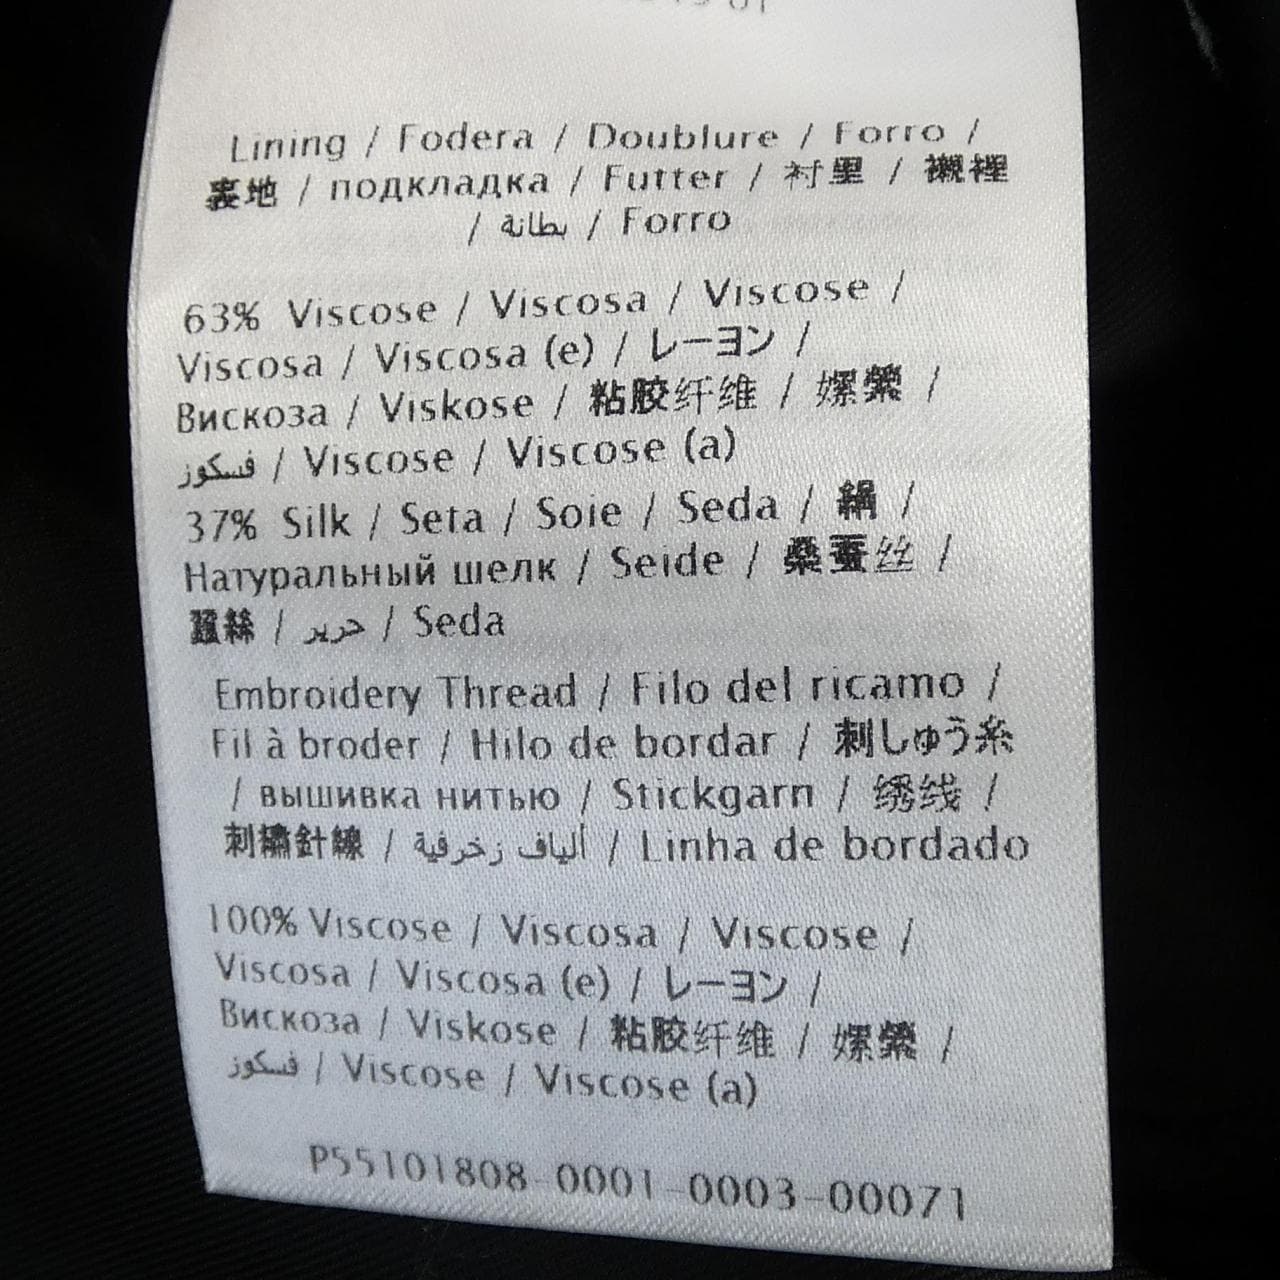 Lining / Fodera / Doublure / Forro /
裏地 / подкладка / Futter / 衬里 / 襯裡
/ بطانة / Forro
63% Viscose / Viscosa / Viscose /
Viscosa / Viscosa (e) / レーヨン /
Вискоза / Viskose / 粘胶纤维 / 嫘縈 /
فسكوز / Viscose / Viscose (a)
37% Silk / Seta / Soie / Seda / 絹 /
Натуральный шелк / Seide / 桑蚕丝 /
蠶絲 / حرير / Seda
Embroidery Thread / Filo del ricamo /
Fil à broder / Hilo de bordar / 刺しゅう糸
/ вышивка нитью / Stickgarn / 绣线 /
刺繡針線 / ألياف زخرفية / Linha de bordado
100% Viscose / Viscosa / Viscose /
Viscosa / Viscosa (e) / レーヨン /
Вискоза / Viskose / 粘胶纤维 / 嫘縈 /
فسكوز / Viscose / Viscose (a)
P55101808-0001-0003-00071